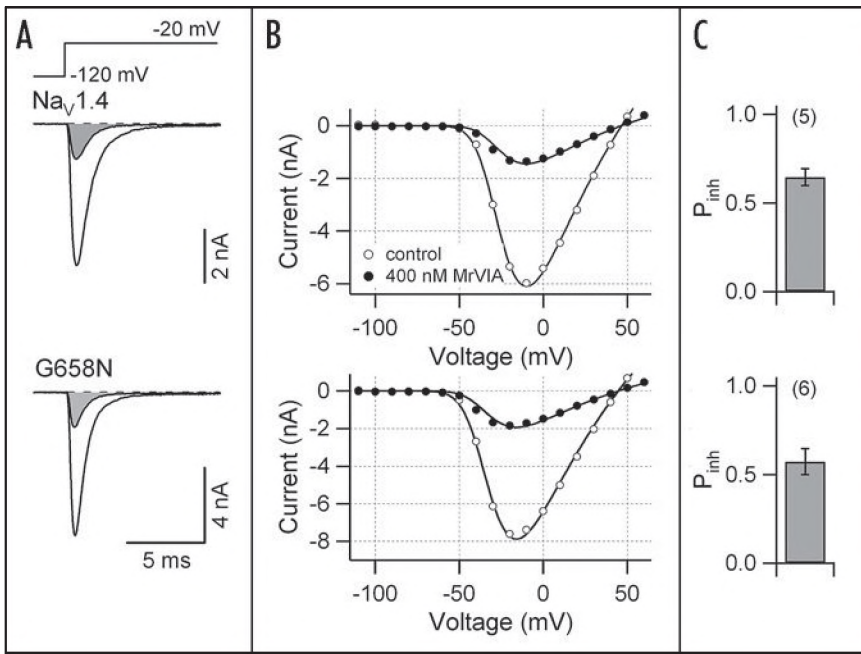 A
-20 mV
-120 mV
NaV1.4
2 nA
G658N
4 nA
5 ms
B
0
-2
-4
-6
Current (nA)
control
400 nM MrVIA
-100
-50
0
50
Voltage (mV)
0
-2
-4
-6
-8
Current (nA)
-100
-50
0
50
Voltage (mV)
C
1.0
0.5
0.0
Pinh
(5)
1.0
0.5
0.0
Pinh
(6)